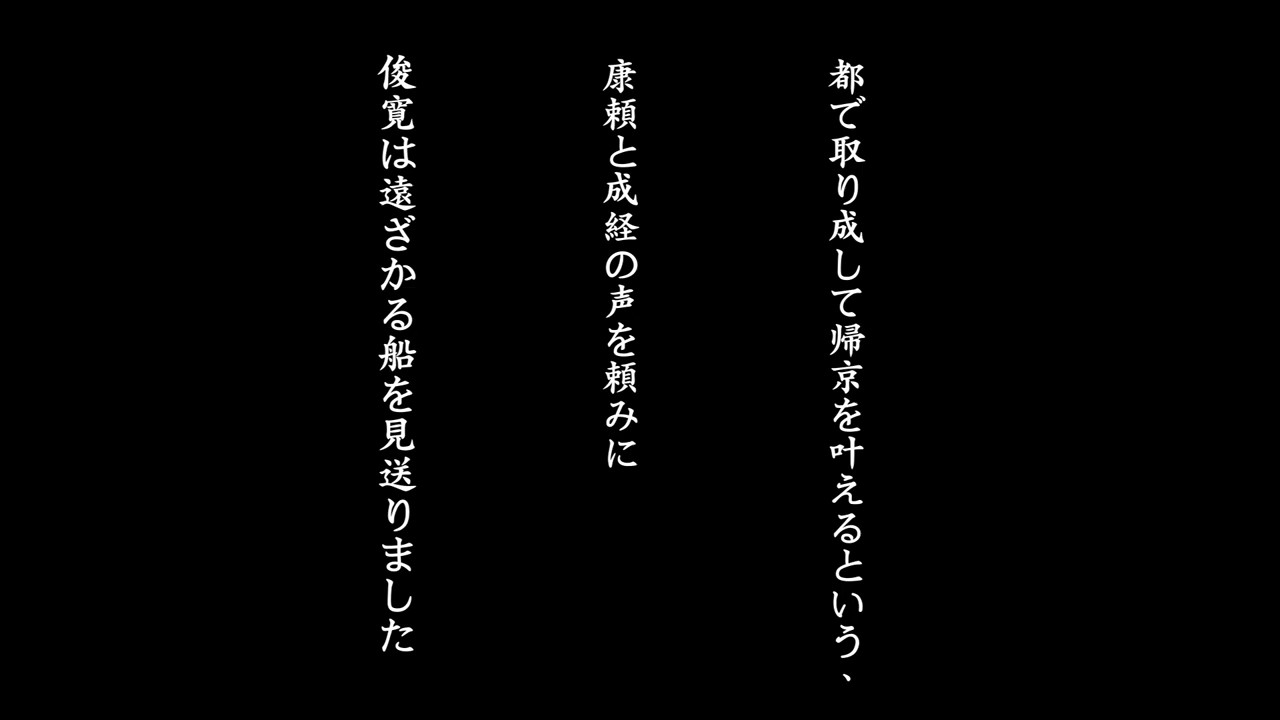 都で取り成して帰京を叶えるという、
康頼と成経の声を頼みに
俊寛は遠ざかる船を見送りました